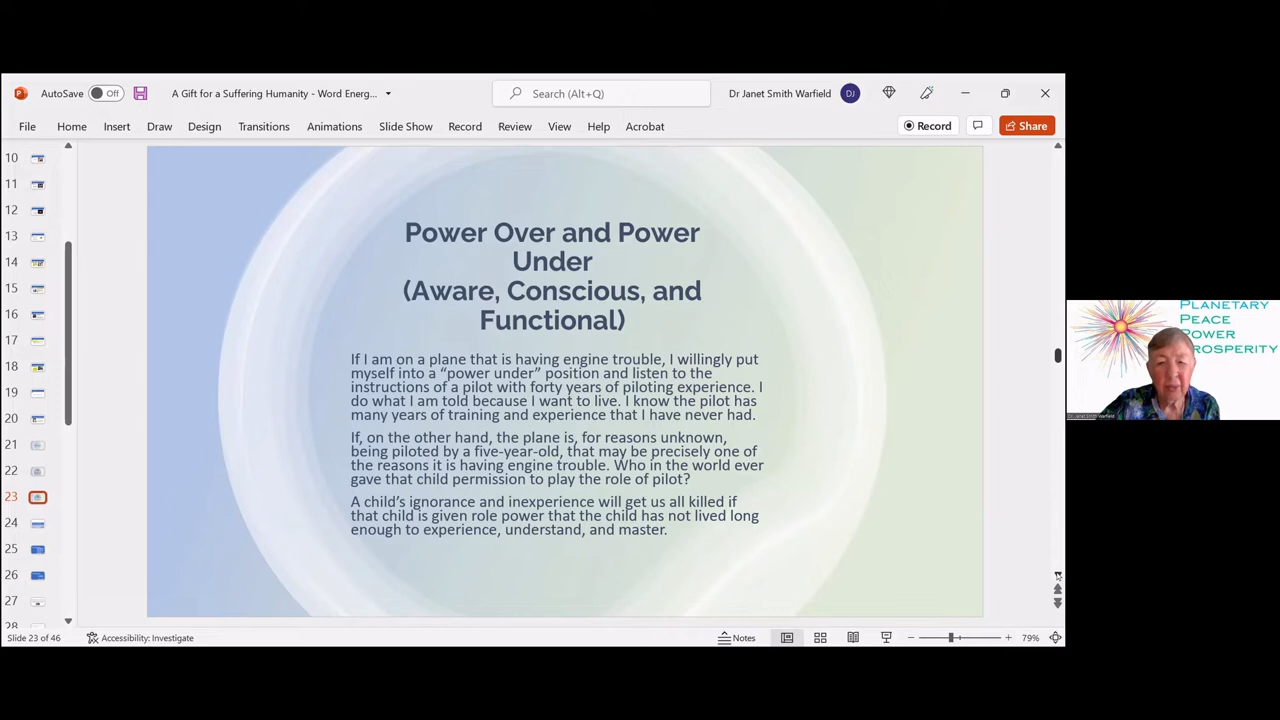 AutoSave Off A Gift for a Suffering Humanity - Word Energ... Search (Alt+Q) Dr Janet Smith Warfield DJ
File Home Insert Draw Design Transitions Animations Slide Show Record Review View Help Acrobat Record Share
10
11
12
13
14
15
16
17
18
19
20
21
22
23
24
25
26
27
28
Power Over and Power
Under
(Aware, Conscious, and
Functional)
If I am on a plane that is having engine trouble, I willingly put
myself into a “power under” position and listen to the
instructions of a pilot with forty years of piloting experience. I
do what I am told because I want to live. I know the pilot has
many years of training and experience that I have never had.
If, on the other hand, the plane is, for reasons unknown,
being piloted by a five-year-old, that may be precisely one of
the reasons it is having engine trouble. Who in the world ever
gave that child permission to play the role of pilot?
A child’s ignorance and inexperience will get us all killed if
that child is given role power that the child has not lived long
enough to experience, understand, and master.
PLANETARY
PEACE
POWER
PROSPERITY
Dr. Janet Smith Warfield
Slide 23 of 46 Accessibility: Investigate Notes 79%